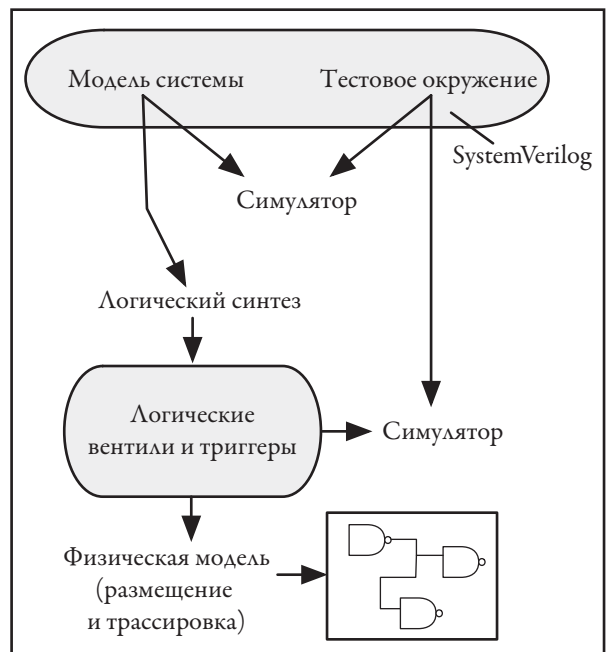 Модель системы
Тестовое окружение
SystemVerilog
Симулятор
Логический синтез
Логические
вентили и триггеры
Симулятор
Физическая модель
(размещение
и трассировка)